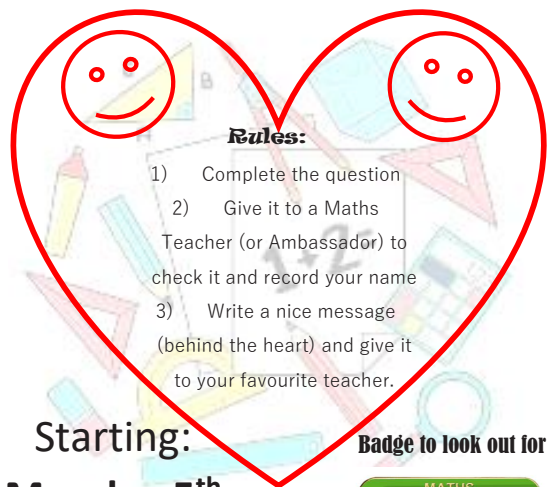 Rules:
1) Complete the question
2) Give it to a Maths
Teacher (or Ambassador) to
check it and record your name
3) Write a nice message
(behind the heart) and give it
to your favourite teacher.
Starting:
Badge to look out for
5th
MATHS